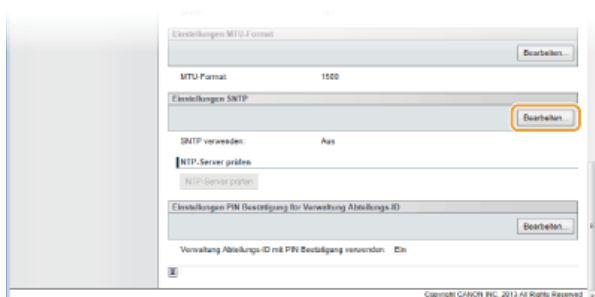 Einstellungen MTU-Format
Bearbeiten...
MTU-Format: 1500
Einstellungen SNTP
Bearbeiten...
SNTP verwenden: Aus
NTP-Server prüfen
NTP-Server prüfen
Einstellungen PIN Bestätigung für Verwaltung Abteilungs-ID
Bearbeiten...
Verwaltung Abteilungs-ID mit PIN Bestätigung verwenden: Ein
Copyright CANON INC. 2013 All Rights Reserved